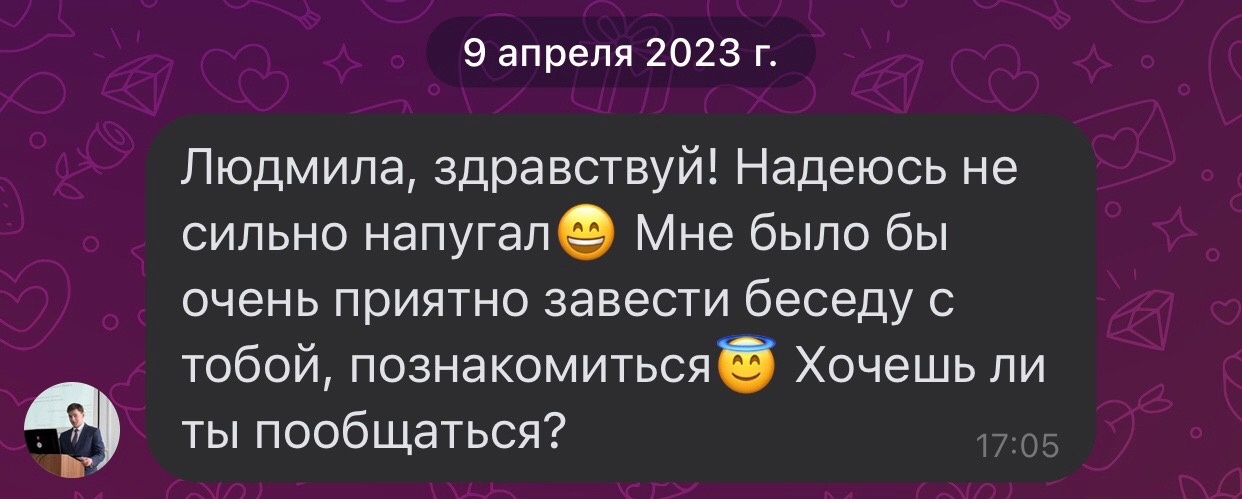 9 апреля 2023 г.
Людмила, здравствуй! Надеюсь не
сильно напугал😄 Мне было бы
очень приятно завести беседу с
тобой, познакомиться😇 Хочешь ли
ты пообщаться?
17:05